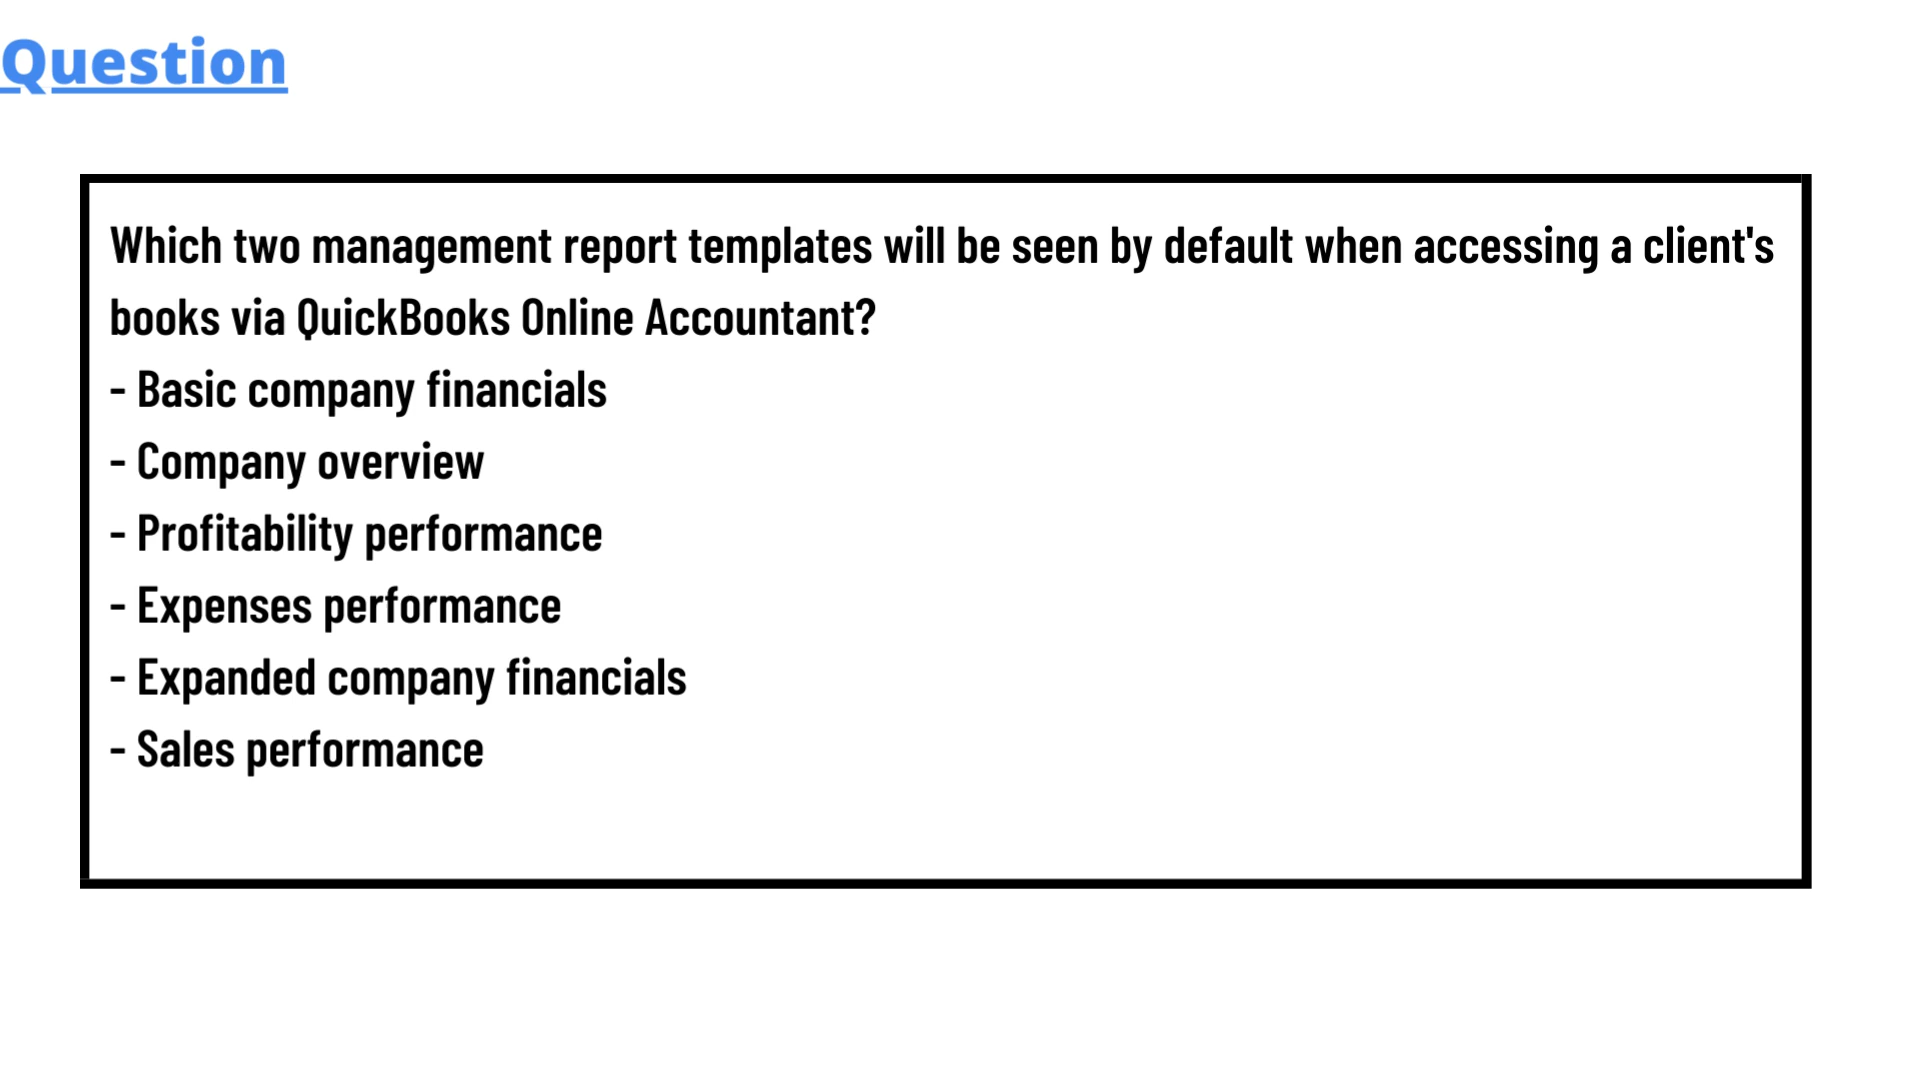 Question
Which two management report templates will be seen by default when accessing a client's
books via QuickBooks Online Accountant?
- Basic company financials
- Company overview
- Profitability performance
- Expenses performance
- Expanded company financials
- Sales performance